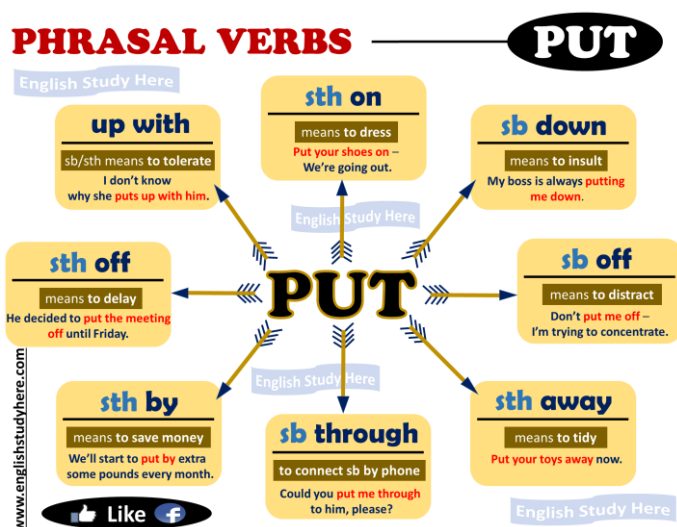 PHRASAL VERBS
PUT
English Study Here
sth on
means to dress
Put your shoes on –
We're going out.
up with
sb/sth means to tolerate
I don't know
why she puts up with him.
sb down
means to insult
My boss is always putting
me down.
English Study Here
sth off
means to delay
He decided to put the meeting
off until Friday.
PUT
sb off
means to distract
Don't put me off –
I'm trying to concentrate.
English Study Here
sth by
means to save money
We'll start to put by extra
some pounds every month.
sb through
to connect sb by phone
Could you put me through
to him, please?
sth away
means to tidy
Put your toys away now.
www.englishstudyhere.com
Like f
English Study Here